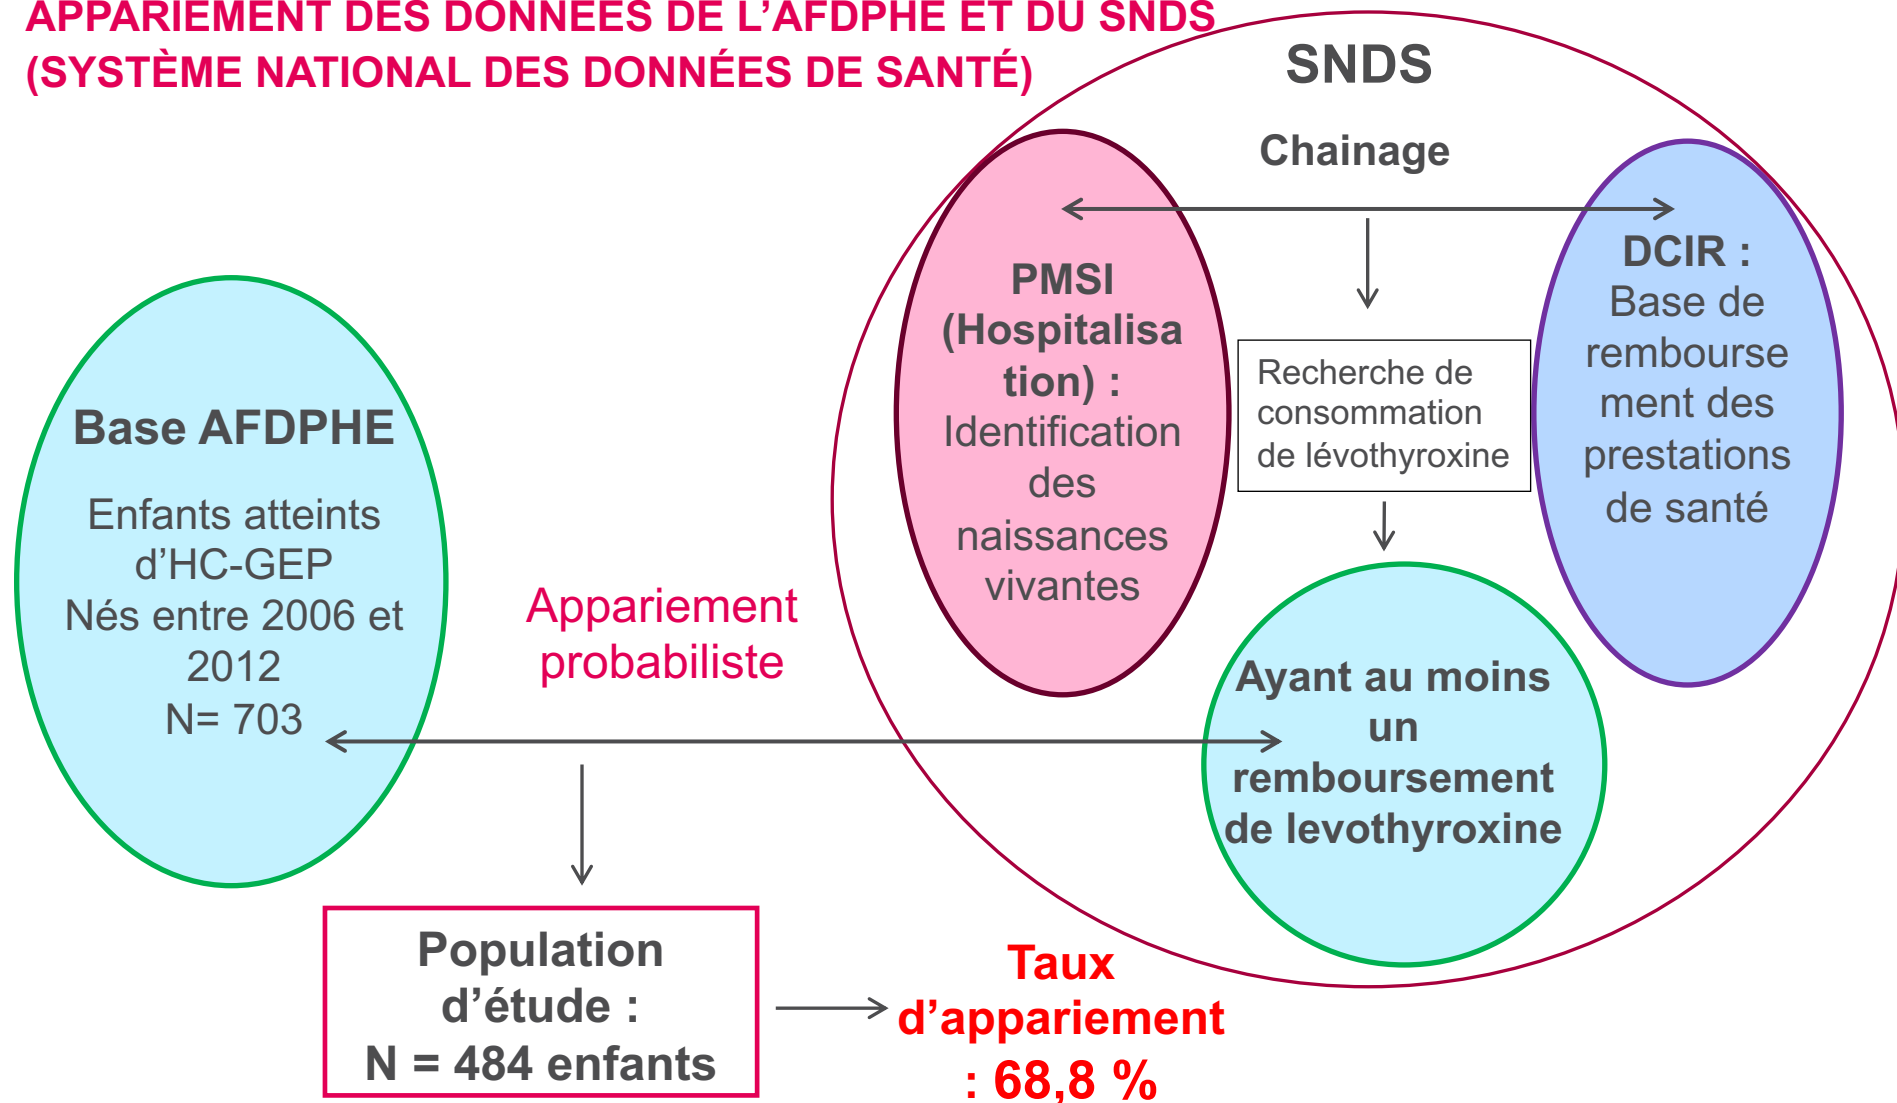 APPARIEMENT DES DONNÉES DE L’AFDPHE ET DU SNDS
(SYSTÈME NATIONAL DES DONNÉES DE SANTÉ)
SNDS
Chainage
PMSI
(Hospitalisa
tion) :
Identification
des
naissances
vivantes
Recherche de
consommation
de lévothyroxine
DCIR :
Base de
rembourse
ment des
prestations
de santé
Base AFDPHE
Enfants atteints
d’HC-GEP
Nés entre 2006 et
2012
N= 703
Appariement
probabiliste
Ayant au moins
un
remboursement
de levothyroxine
Population
d’étude :
N = 484 enfants
Taux
d’appariement
: 68,8 %